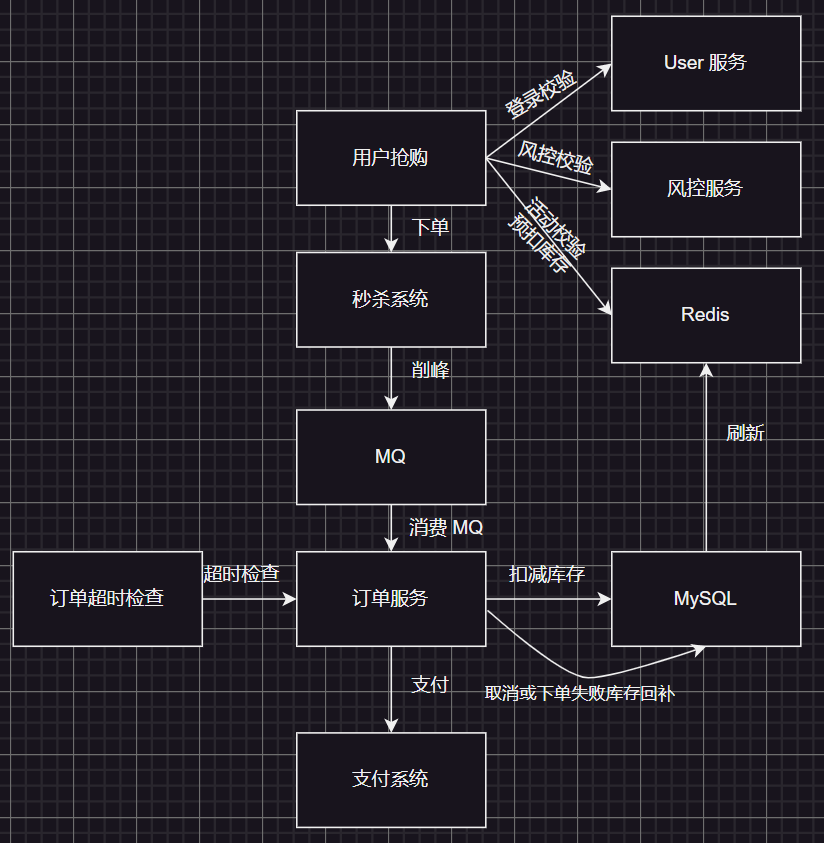 User 服务
登录校验
用户抢购
风控校验
风控服务
活动校验
预扣库存
下单
秒杀系统
Redis
削峰
刷新
MQ
消费 MQ
订单超时检查
超时检查
订单服务
扣减库存
MySQL
支付
取消或下单失败库存回补
支付系统